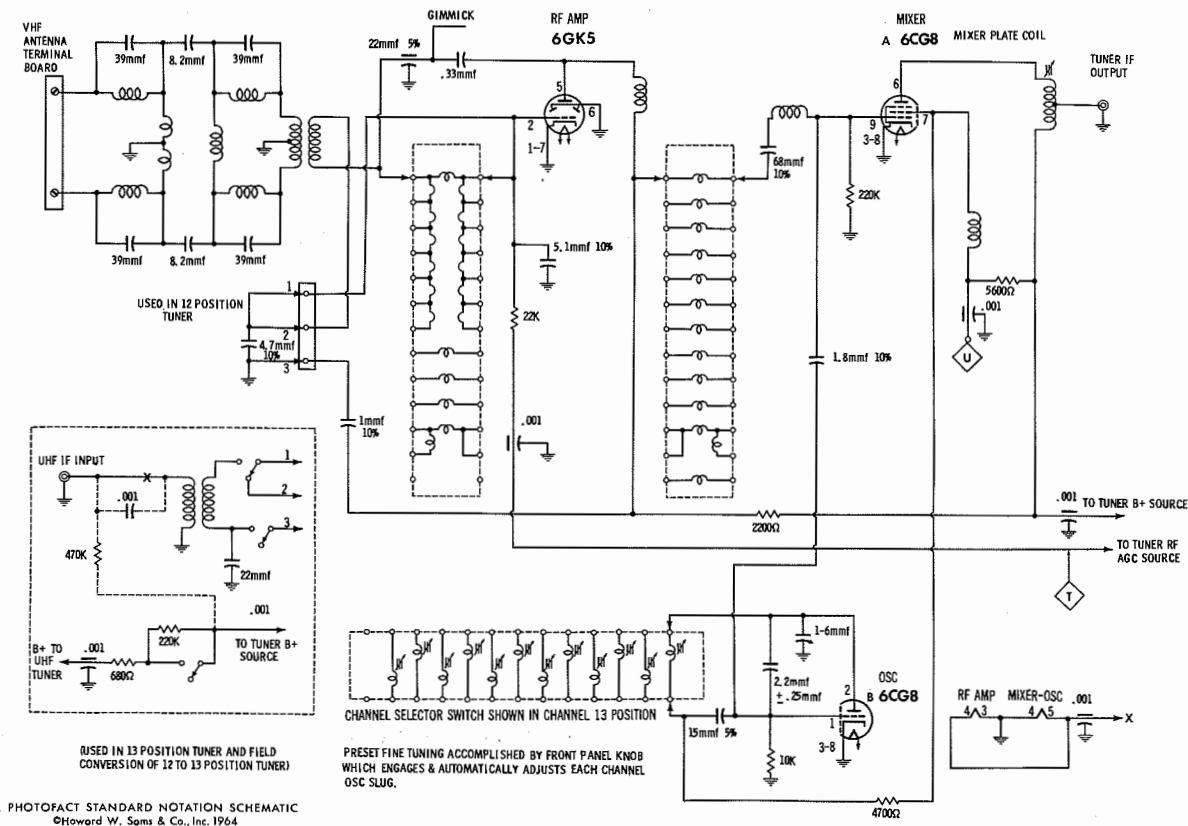 VHF
ANTENNA
TERMINAL
BOARD
39mmf
8.2mmf
39mmf
39mmf
8.2mmf
39mmf
GIMMICK
22mmf 5%
.33mmf
RF AMP
6GK5
5
6
2
1-7
MIXER
A 6CG8
MIXER PLATE COIL
TUNER IF
OUTPUT
6
7
9
3-8
68mmf
10%
220K
5.1mmf 10%
22K
.001
USED IN 12 POSITION
TUNER
1
2
3
4.7mmf
10%
1mmf
10%
5600Ω
.001
U
1.8mmf 10%
2200Ω
.001
TO TUNER B+ SOURCE
TO TUNER RF
AGC SOURCE
T
UHF IF INPUT
X
.001
470K
1
2
3
22mmf
.001
220K
TO TUNER B+
SOURCE
B+ TO
UHF
TUNER
.001
680Ω
(USED IN 13 POSITION TUNER AND FIELD
CONVERSION OF 12 TO 13 POSITION TUNER)
CHANNEL SELECTOR SWITCH SHOWN IN CHANNEL 13 POSITION
PRESET FINE TUNING ACCOMPLISHED BY FRONT PANEL KNOB
WHICH ENGAGES & AUTOMATICALLY ADJUSTS EACH CHANNEL
OSC SLUG.
1-6mmf
2.2mmf
±.25mmf
OSC
B 6CG8
2
1
3-8
15mmf 5%
10K
4700Ω
RF AMP
MIXER-OSC
4 3
4 5
.001
X
PHOTOFACT STANDARD NOTATION SCHEMATIC
©Howard W. Sams & Co., Inc. 1964